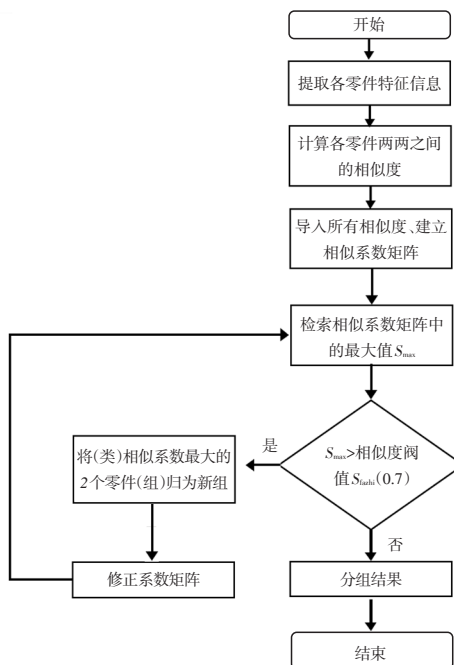 开始
提取各零件特征信息
计算各零件两两之间
的相似度
导入所有相似度、建立
相似系数矩阵
检索相似系数矩阵中
的最大值Smax
Smax>相似度阀
值Sfazhi(0.7)
是
将(类)相似系数最大的
2个零件(组)归为新组
修正系数矩阵
否
分组结果
结束